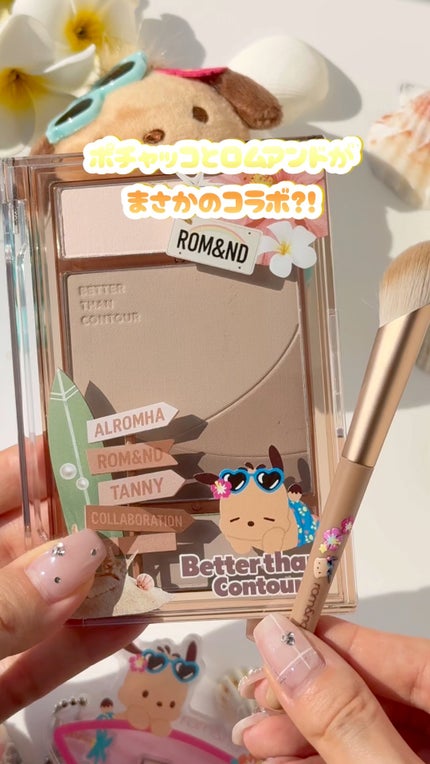 ポチャッコとロムアンドが
まさかのコラボ?!
ROM&ND
BETTER
THAN
CONTOUR
ALROMHA
ROM&ND
TANNY
COLLABORATION
Better than
Contour